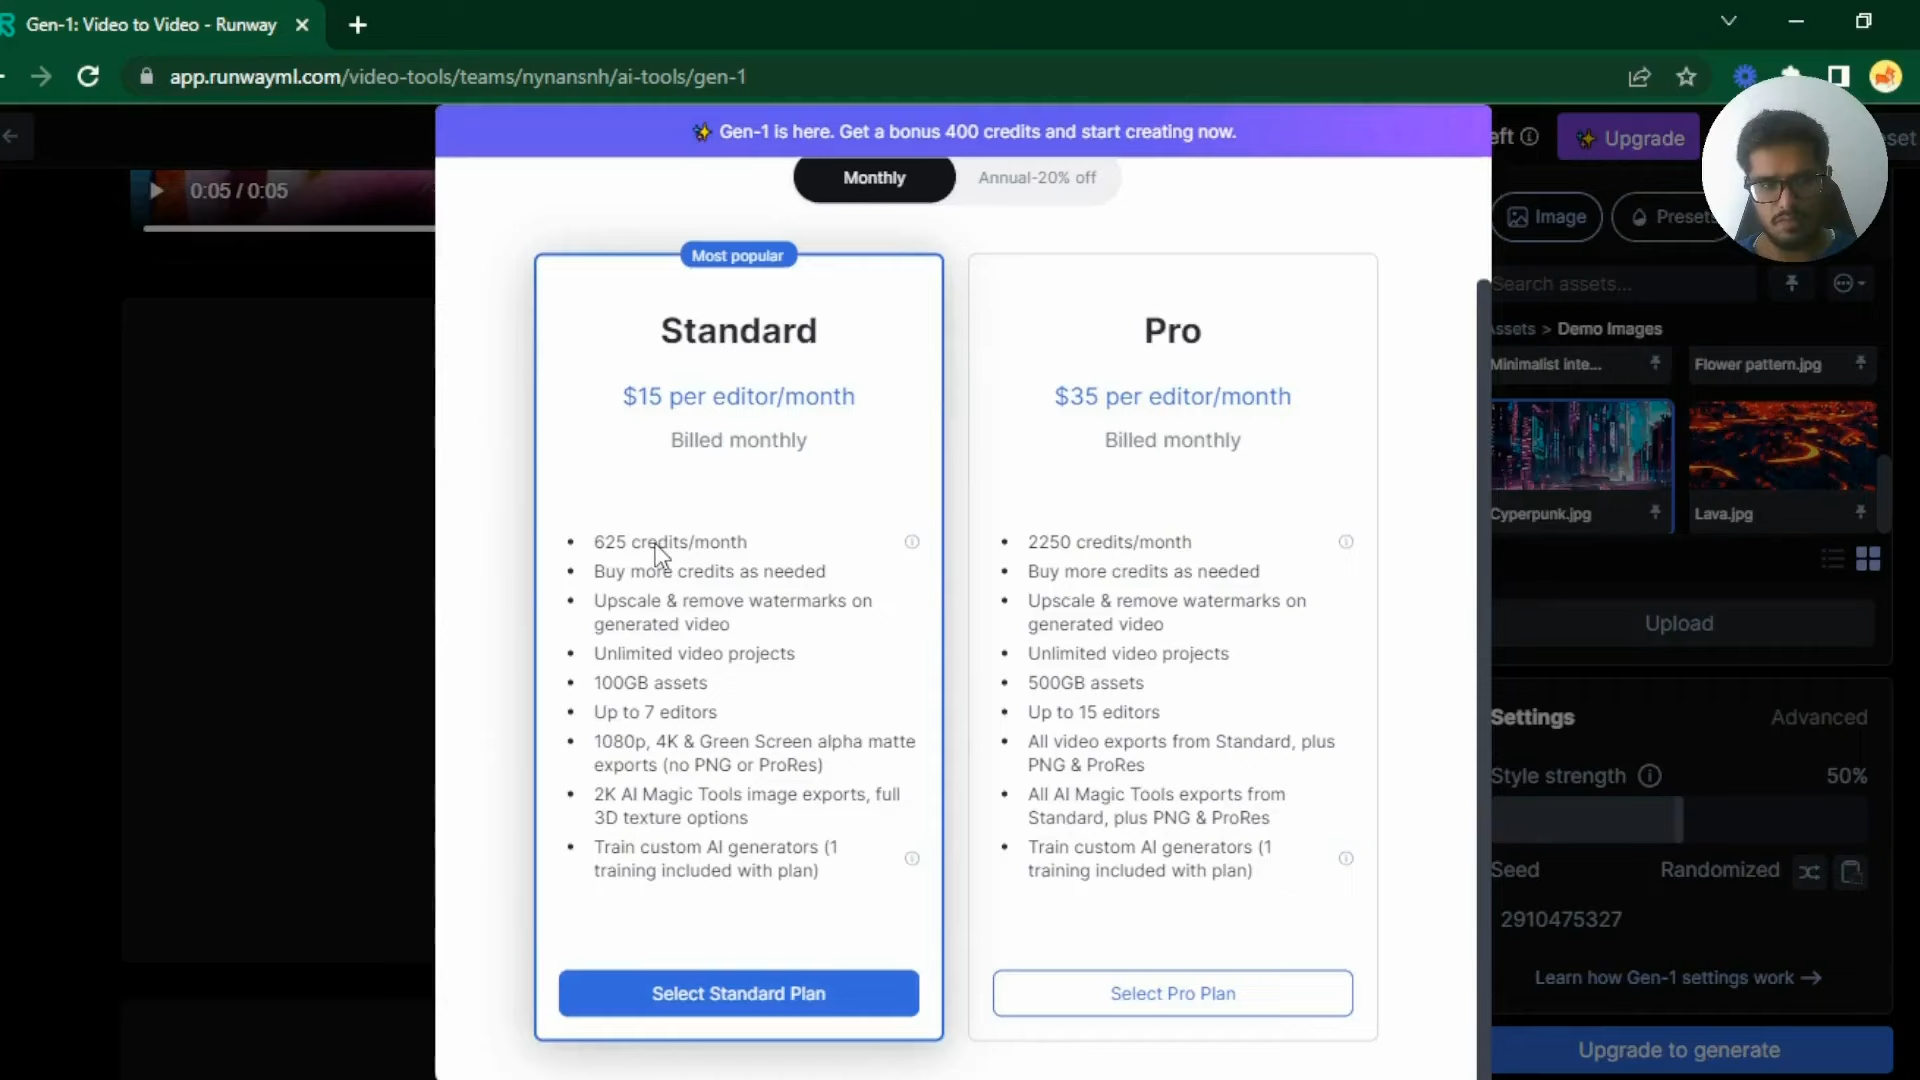 Gen-1: Video to Video - Runway
app.runwayml.com/video-tools/teams/nynansnh/ai-tools/gen-1
✨ Gen-1 is here. Get a bonus 400 credits and start creating now.
Monthly
Annual-20% off
0:05 / 0:05
Most popular
Standard
$15 per editor/month
Billed monthly
• 625 credits/month
• Buy more credits as needed
• Upscale & remove watermarks on
generated video
• Unlimited video projects
• 100GB assets
• Up to 7 editors
• 1080p, 4K & Green Screen alpha matte
exports (no PNG or ProRes)
• 2K AI Magic Tools image exports, full
3D texture options
• Train custom AI generators (1
training included with plan)
Select Standard Plan
Pro
$35 per editor/month
Billed monthly
• 2250 credits/month
• Buy more credits as needed
• Upscale & remove watermarks on
generated video
• Unlimited video projects
• 500GB assets
• Up to 15 editors
• All video exports from Standard, plus
PNG & ProRes
• All AI Magic Tools exports from
Standard, plus PNG & ProRes
• Train custom AI generators (1
training included with plan)
Select Pro Plan
eft
Upgrade
set
Image
Presets
Search assets...
ssets > Demo Images
Minimalist inte...
Flower pattern.jpg
Cyperpunk.jpg
Lava.jpg
Upload
Settings
Advanced
Style strength
50%
Seed
Randomized
2910475327
Learn how Gen-1 settings work →
Upgrade to generate